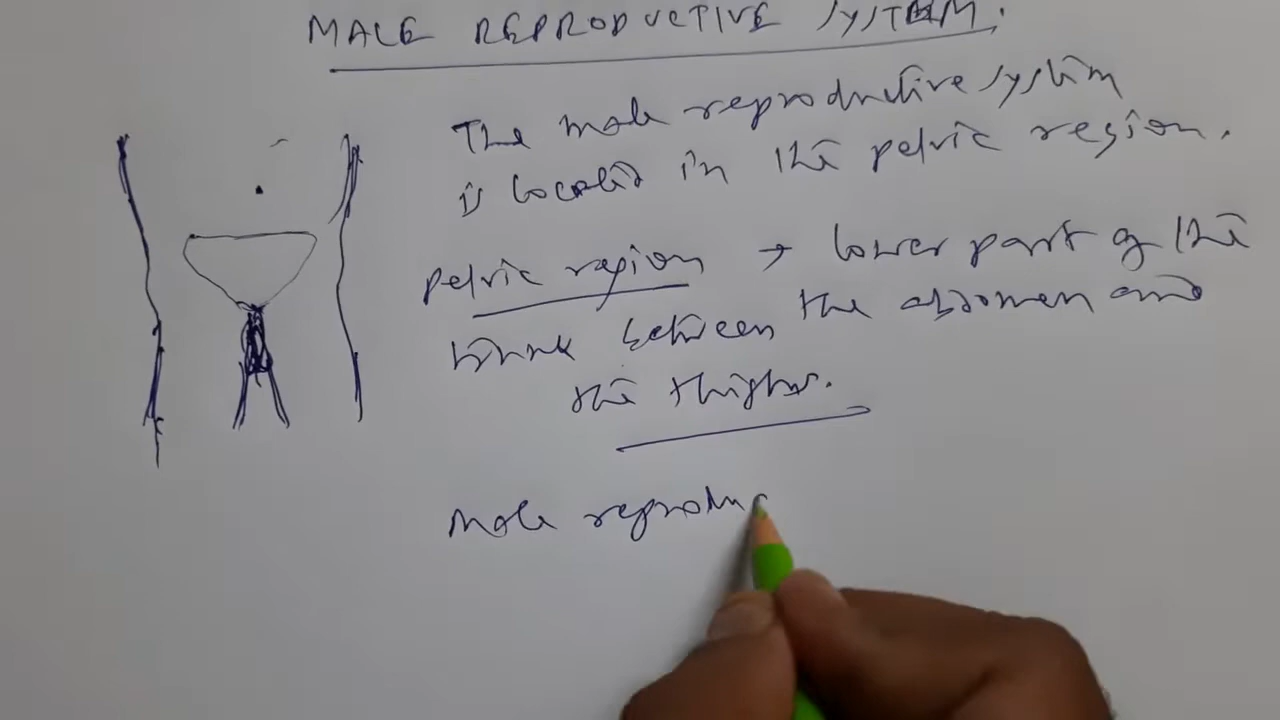 MALE REPRODUCTIVE SYSTEM.
The male reproductive system
is located in the pelvic region.
pelvic region → lower part of the
trunk between the abdomen and
the thighs.
male reproduc